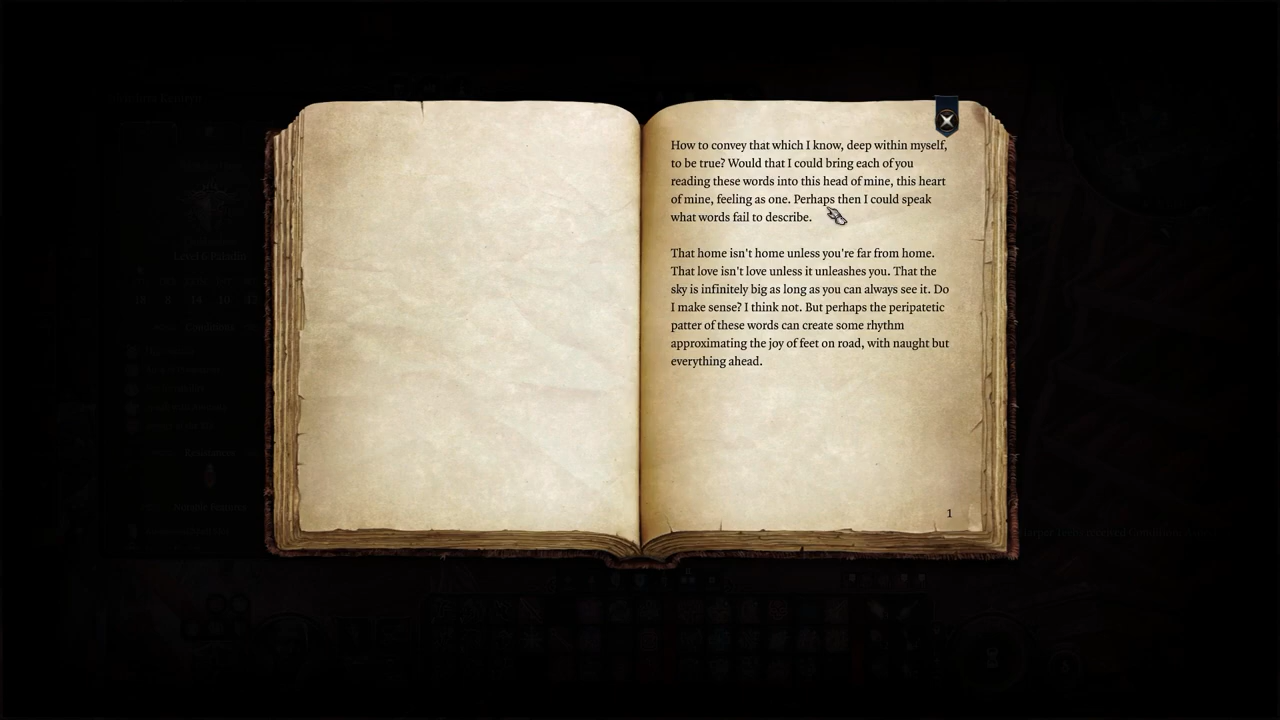 How to convey that which I know, deep within myself,
to be true? Would that I could bring each of you
reading these words into this head of mine, this heart
of mine, feeling as one. Perhaps then I could speak
what words fail to describe.
That home isn't home unless you're far from home.
That love isn't love unless it unleashes you. That the
sky is infinitely big as long as you can always see it. Do
I make sense? I think not. But perhaps the peripatetic
patter of these words can create some rhythm
approximating the joy of feet on road, with naught but
everything ahead.
1